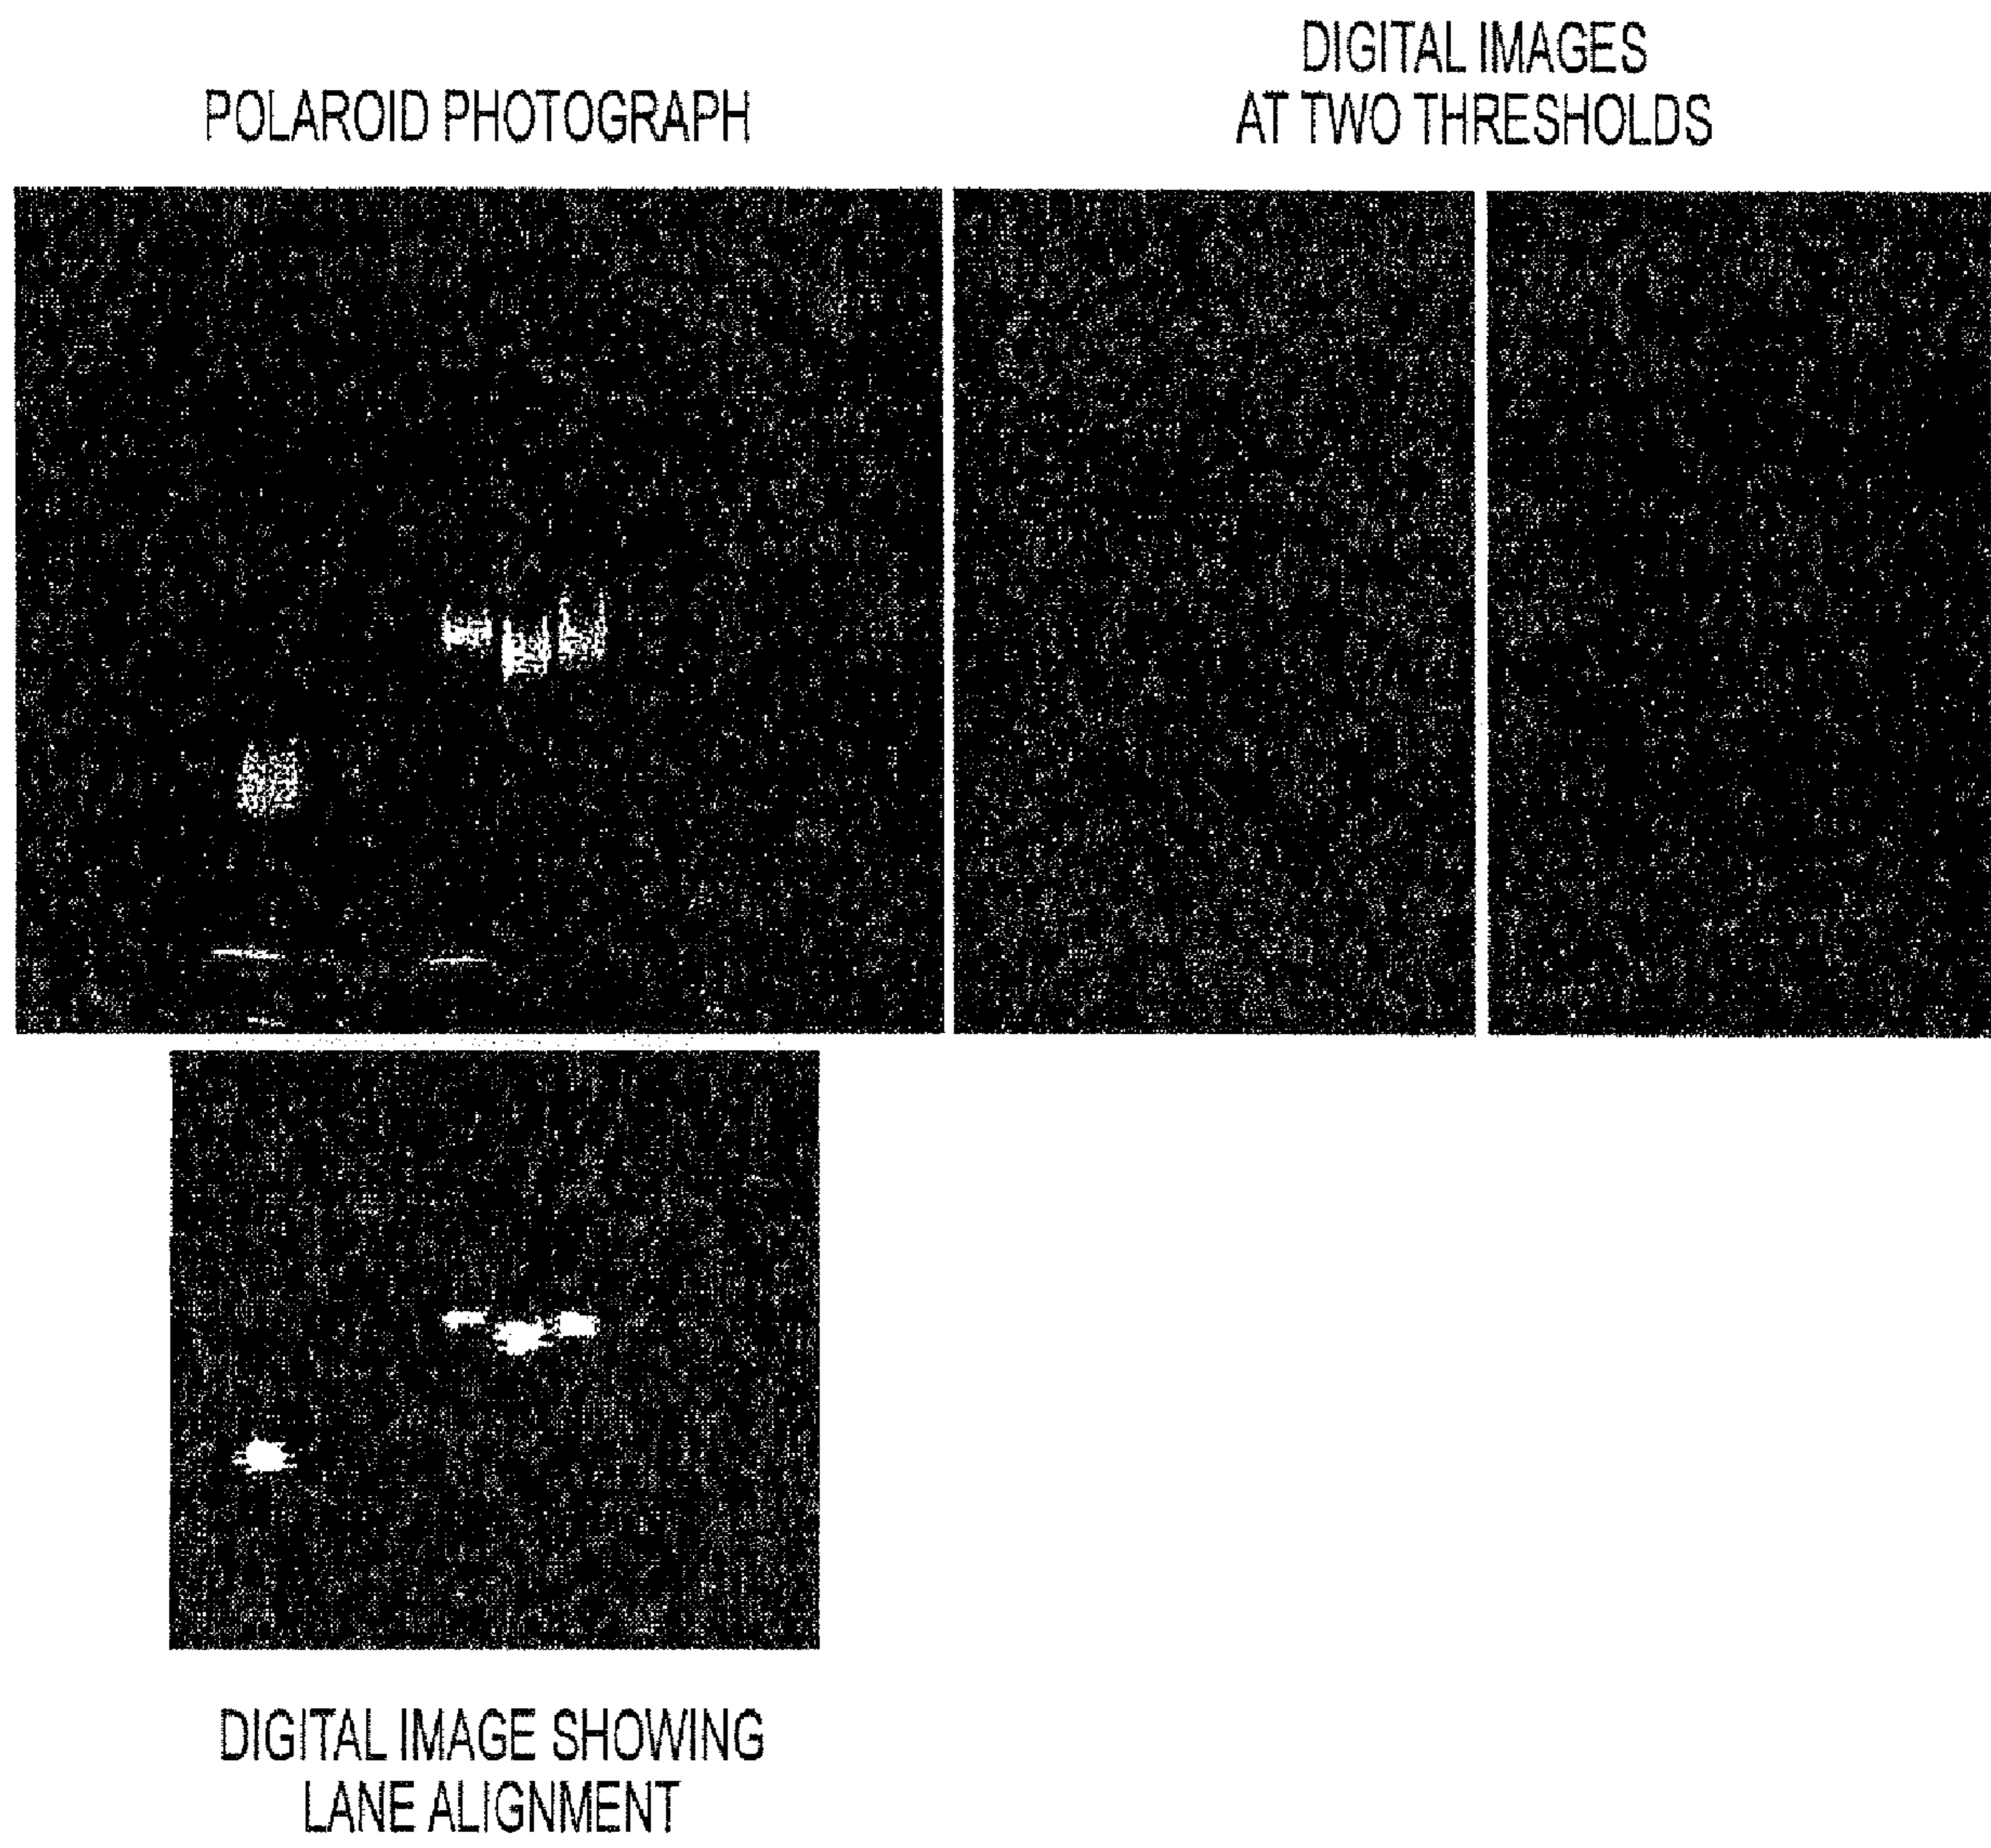 POLAROID PHOTOGRAPH
DIGITAL IMAGES
AT TWO THRESHOLDS
DIGITAL IMAGE SHOWING
LANE ALIGNMENT